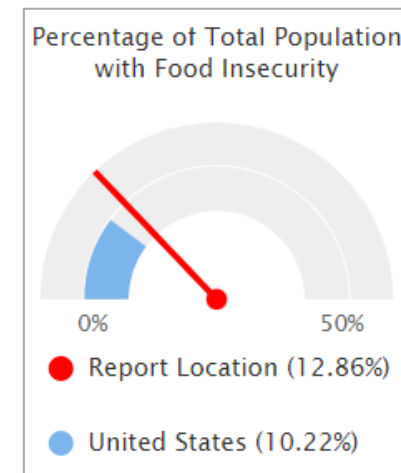 Percentage of Total Population
with Food Insecurity
0%
50%
Report Location (12.86%)
United States (10.22%)